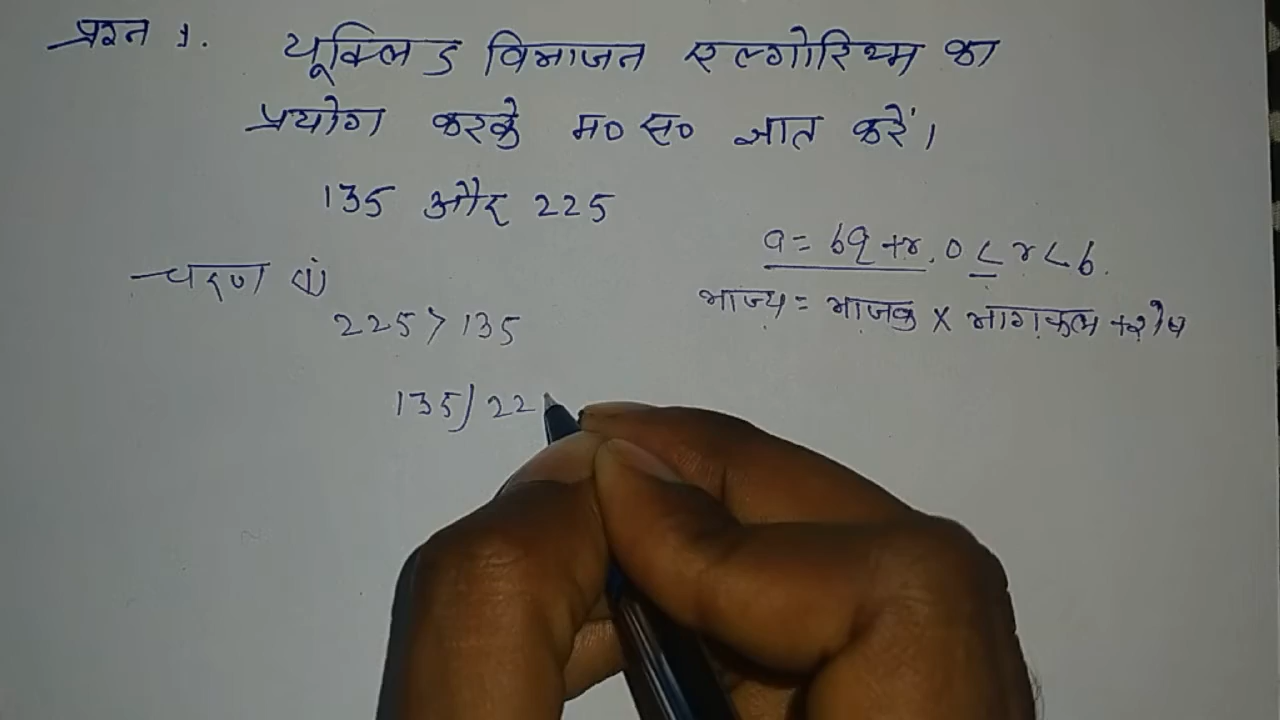 प्रश्न 1. यूक्लिड विभाजन एल्गोरिथ्म का
प्रयोग करके म० स० ज्ञात करें।
135 और 225
चरण (i)
225 > 135
a = bq + r, 0 ≤ r < b.
भाज्य = भाजक × भागफल + शेष
135) 22